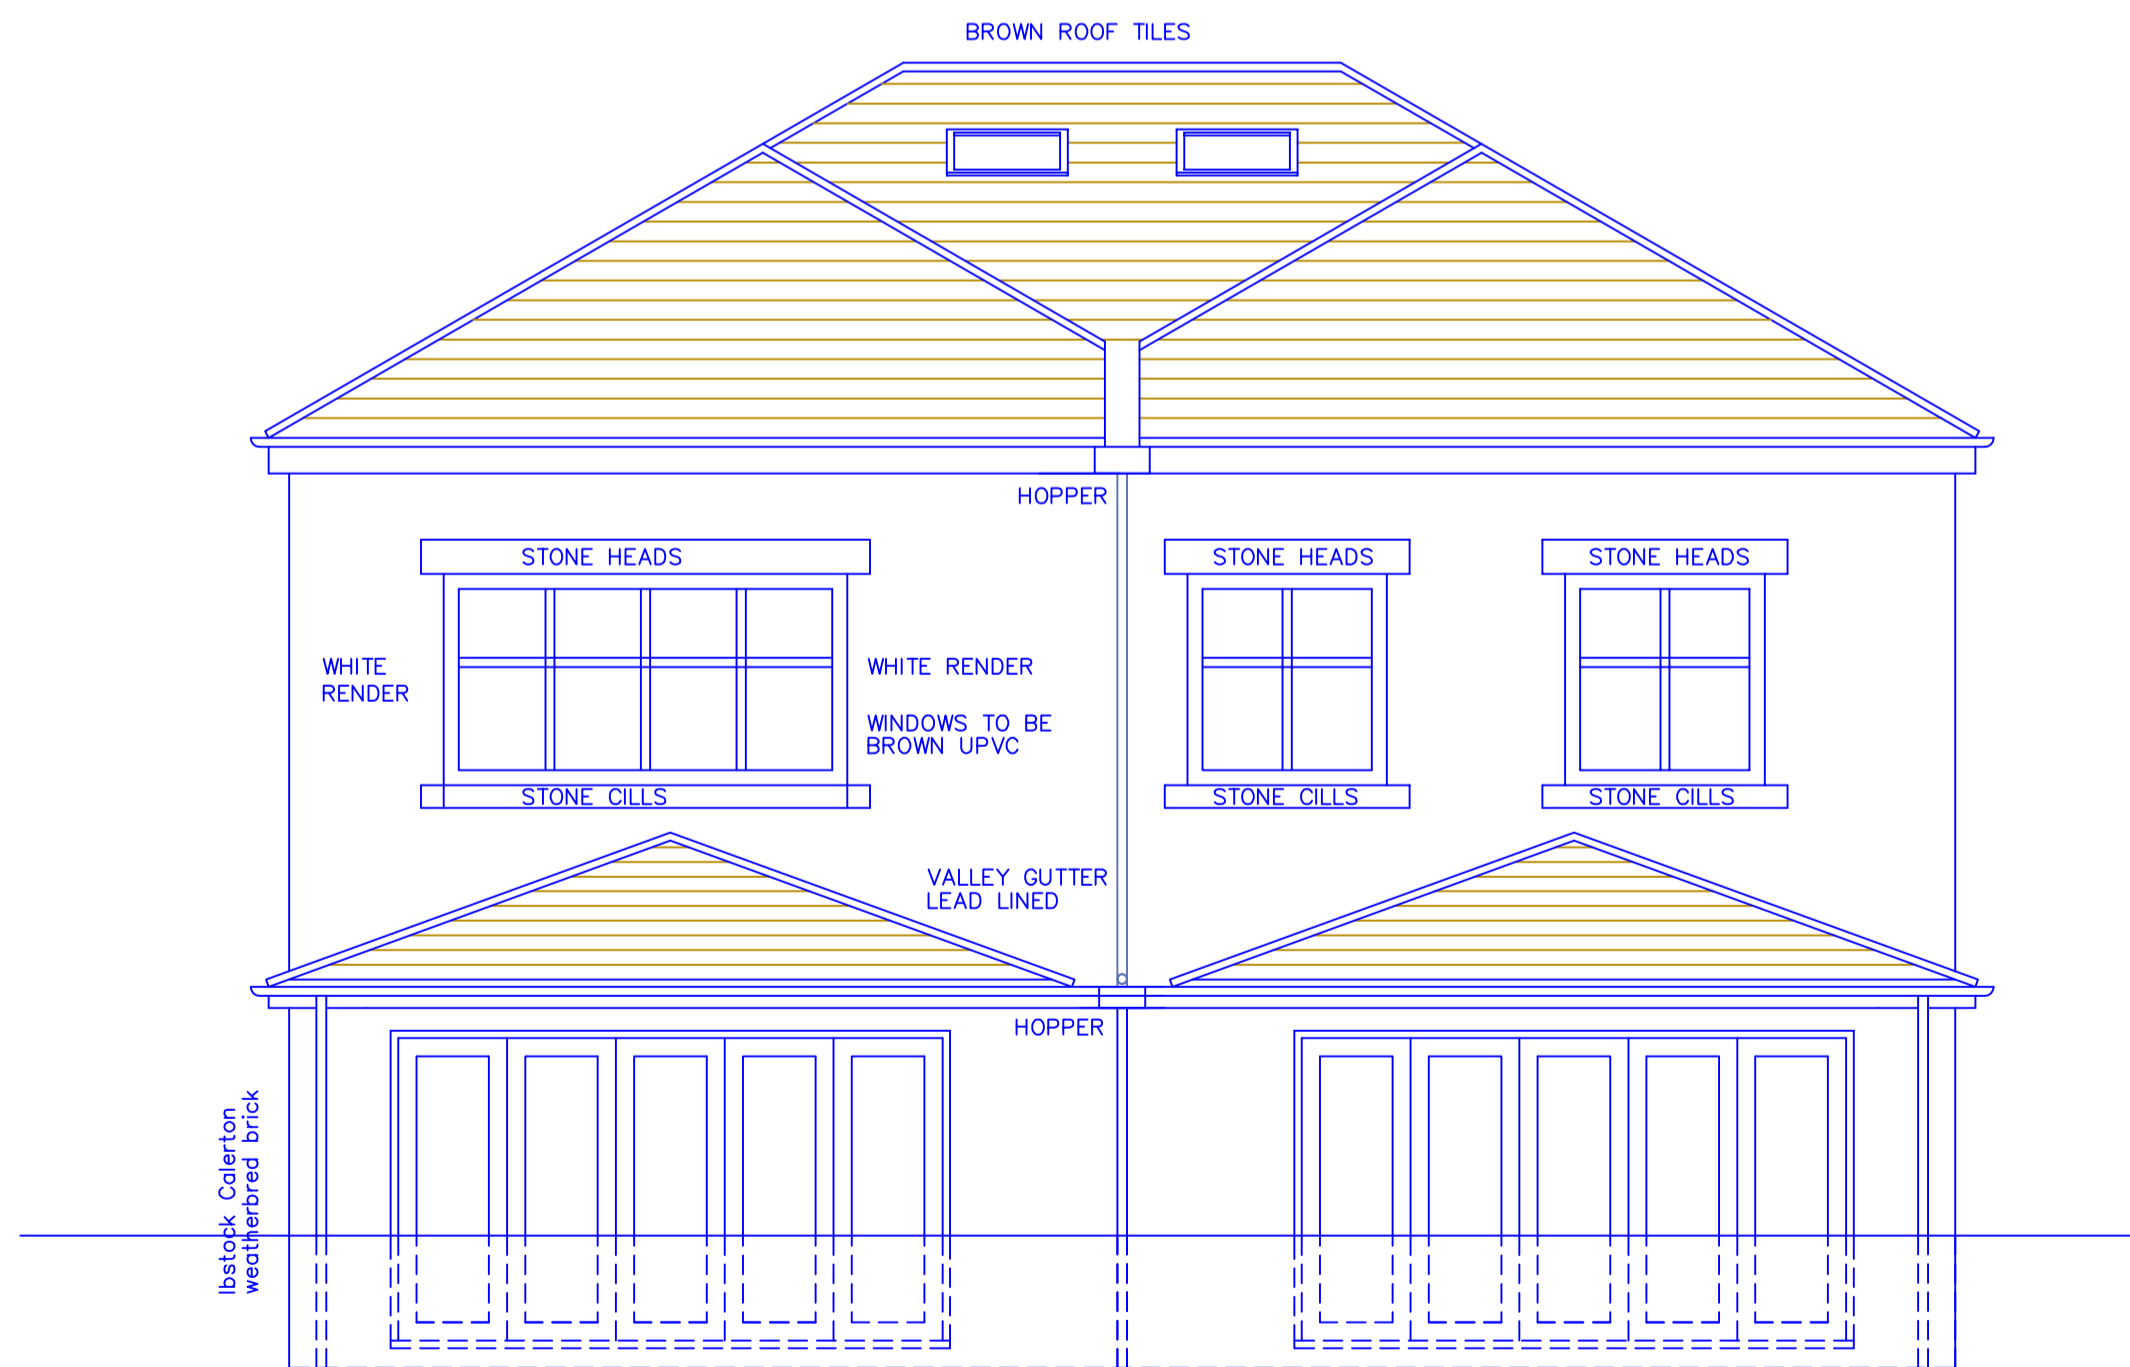 BROWN ROOF TILES
HOPPER
STONE HEADS
STONE HEADS
STONE HEADS
WHITE
RENDER
WHITE RENDER
WINDOWS TO BE
BROWN UPVC
STONE CILLS
STONE CILLS
STONE CILLS
VALLEY GUTTER
LEAD LINED
HOPPER
Ibstock Calerton
weatherbred brick